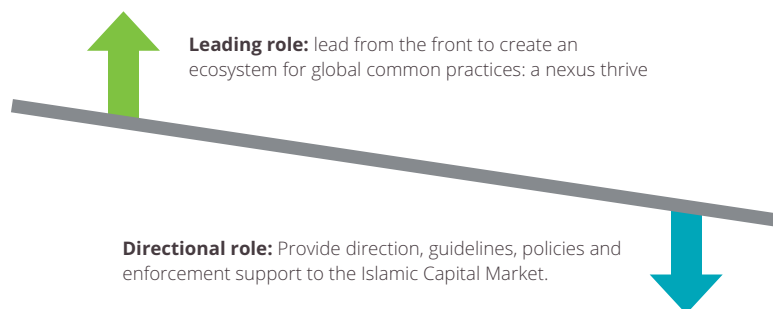 Leading role: lead from the front to create an
ecosystem for global common practices: a nexus thrive
Directional role: Provide direction, guidelines, policies and
enforcement support to the Islamic Capital Market.